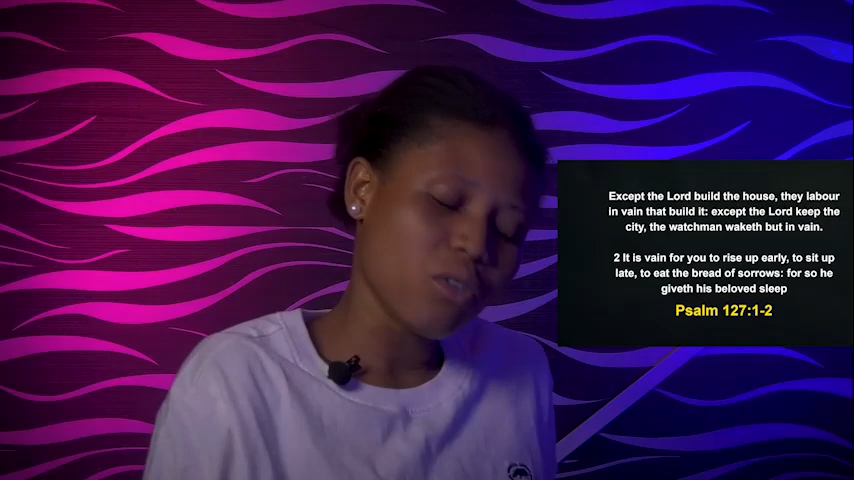 Except the Lord build the house, they labour
in vain that build it: except the Lord keep the
city, the watchman waketh but in vain.
2 It is vain for you to rise up early, to sit up
late, to eat the bread of sorrows: for so he
giveth his beloved sleep
Psalm 127:1-2